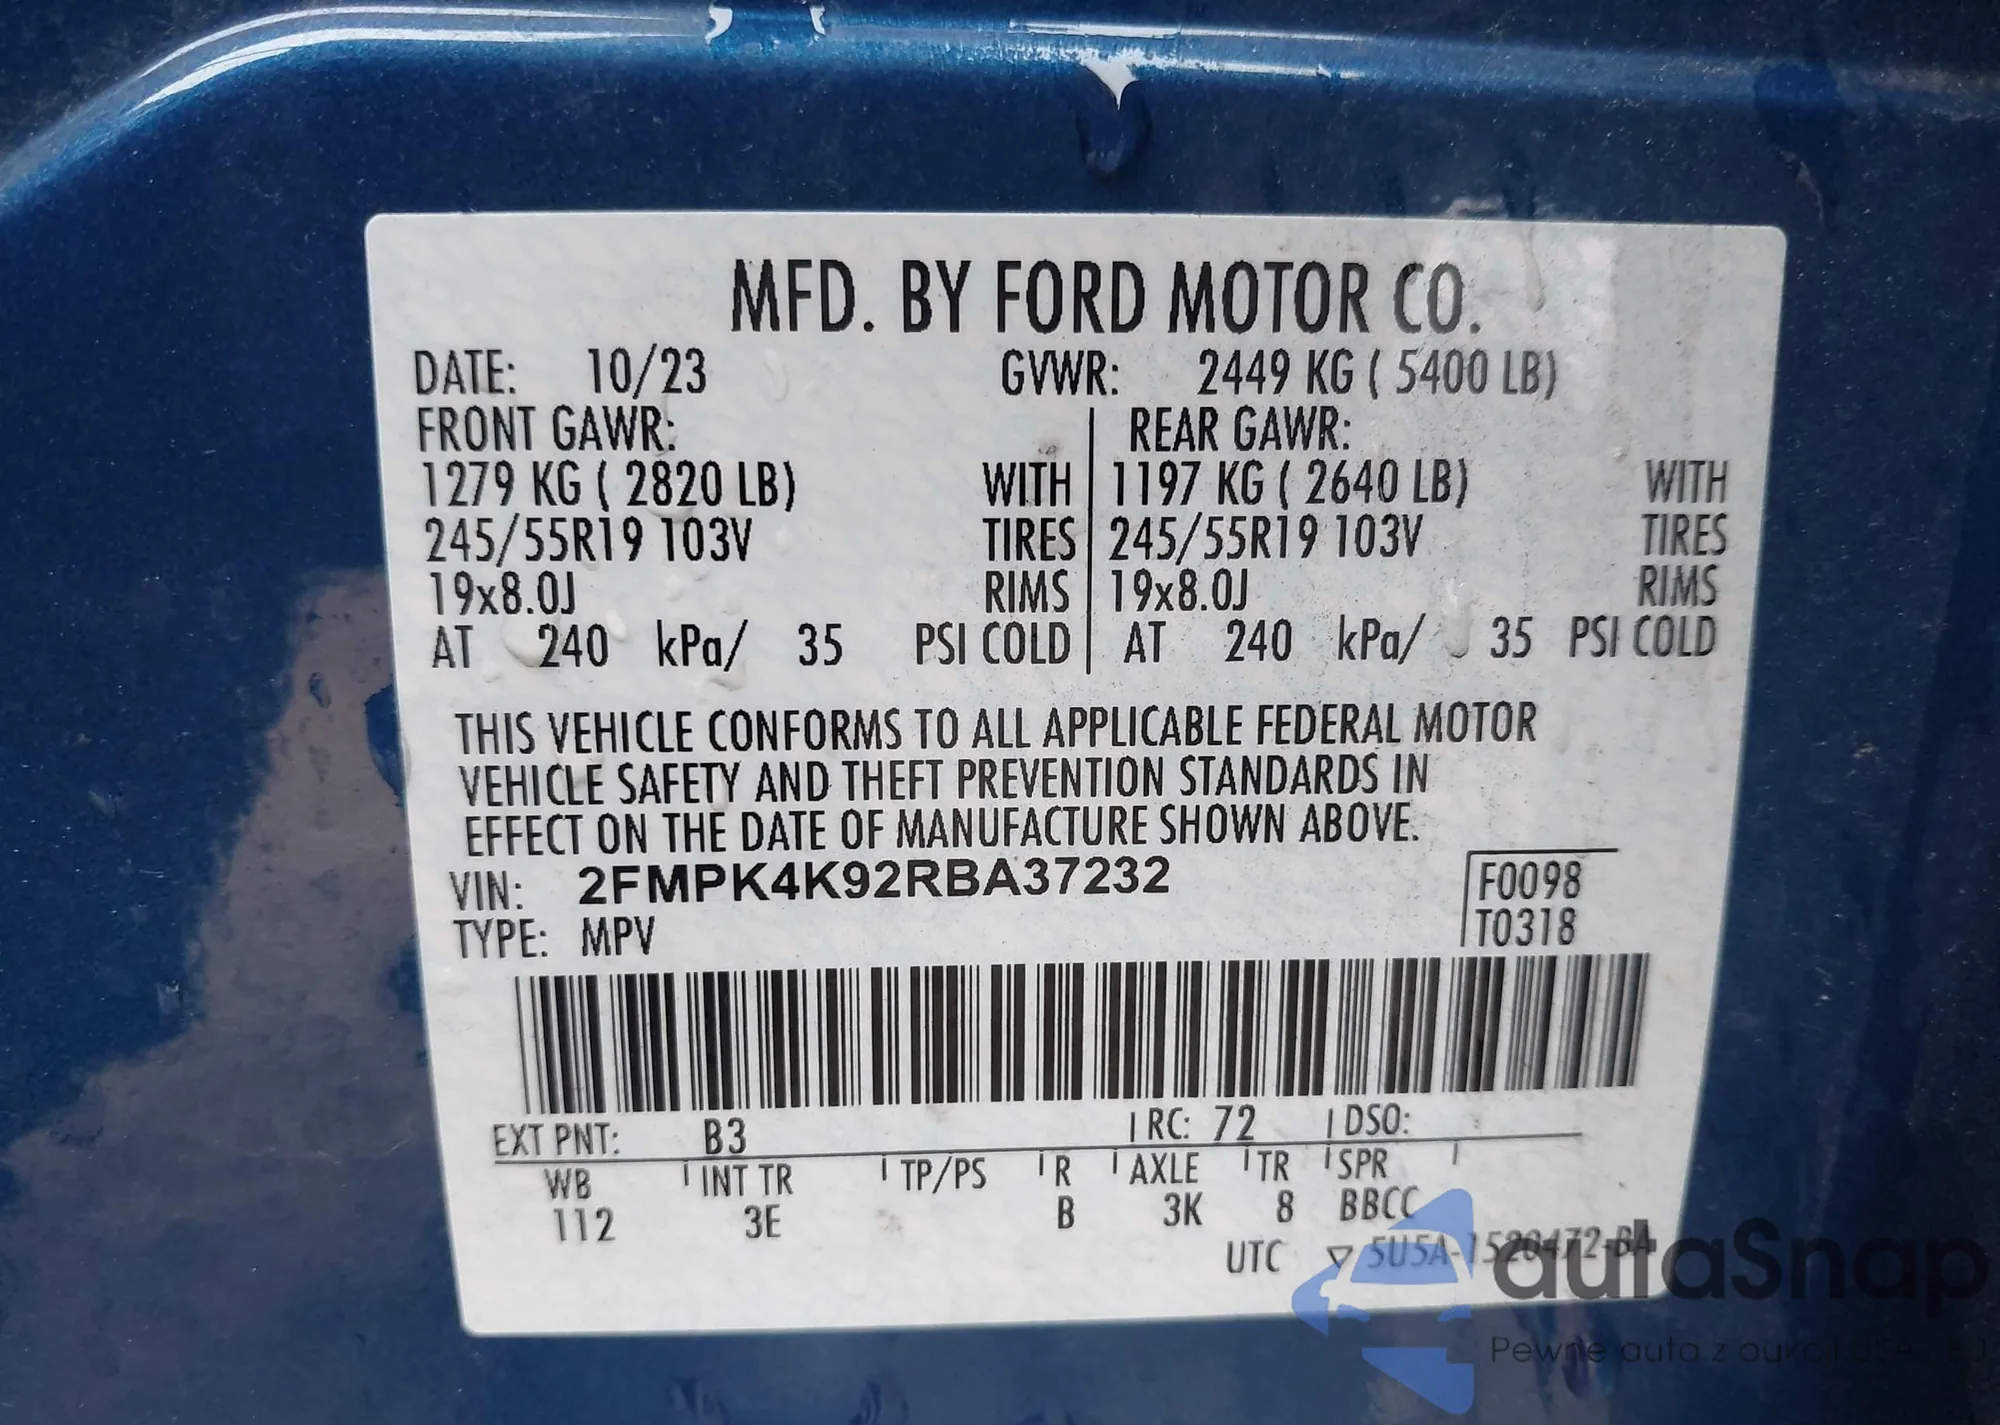 MFD. BY FORD MOTOR CO.
DATE: 10/23 GVWR: 2449 KG ( 5400 LB)
FRONT GAWR: REAR GAWR:
1279 KG ( 2820 LB) WITH 1197 KG ( 2640 LB) WITH
245/55R19 103V TIRES 245/55R19 103V TIRES
19x8.0J RIMS 19x8.0J RIMS
AT 240 kPa/ 35 PSI COLD AT 240 kPa/ 35 PSI COLD
THIS VEHICLE CONFORMS TO ALL APPLICABLE FEDERAL MOTOR
VEHICLE SAFETY AND THEFT PREVENTION STANDARDS IN
EFFECT ON THE DATE OF MANUFACTURE SHOWN ABOVE.
VIN: 2FMPK4K92RBA37232 F0098
TYPE: MPV T0318
EXT PNT: B3 RC: 72 DSO:
WB INT TR TP/PS R AXLE TR SPR
112 3E B 3K 8 BBCC
UTC 5U5A-1520472-BA
autaSnap
Pewne auta z